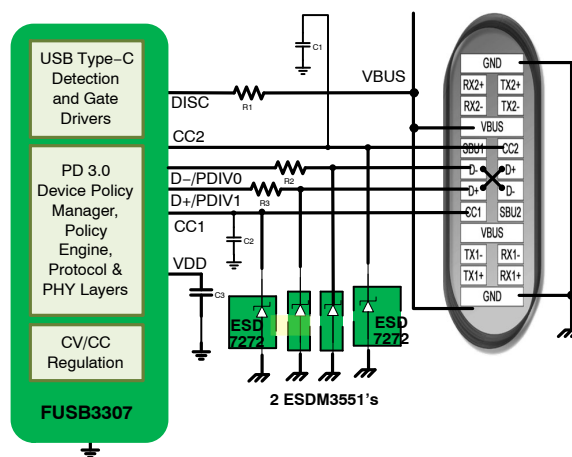 USB Type-C
Detection
and Gate
Drivers
PD 3.0
Device Policy
Manager,
Policy
Engine,
Protocol &
PHY Layers
CV/CC
Regulation
FUSB3307
DISC
CC2
D-/PDIV0
D+/PDIV1
CC1
VDD
R1
R2
R3
C1
C2
C3
VBUS
ESD
7272
ESD
7272
2 ESDM3551's
GND
RX2+ TX2+
RX2- TX2-
VBUS
SBU1 CC2
D- D+
D+ D-
CC1 SBU2
VBUS
TX1- RX1-
TX1+ RX1+
GND